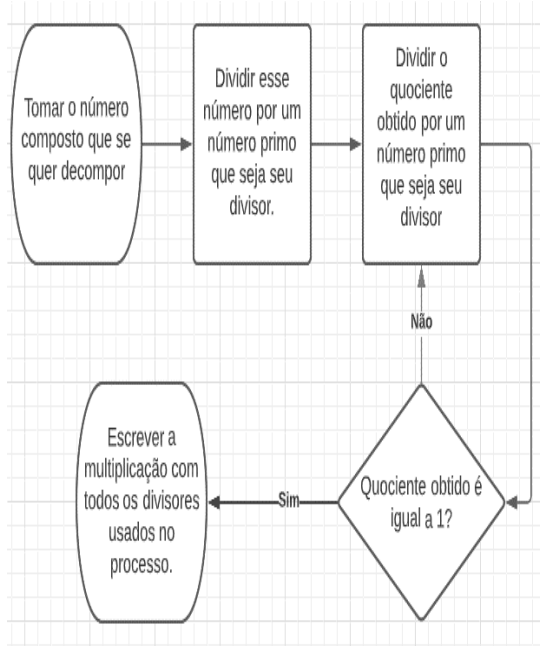 Tomar o número
composto que se
quer decompor
Dividir esse
número por um
número primo
que seja seu
divisor.
Dividir o
quociente
obtido por um
número primo
que seja seu
divisor
Não
Quociente obtido é
igual a 1?
Sim
Escrever a
multiplicação com
todos os divisores
usados no
processo.